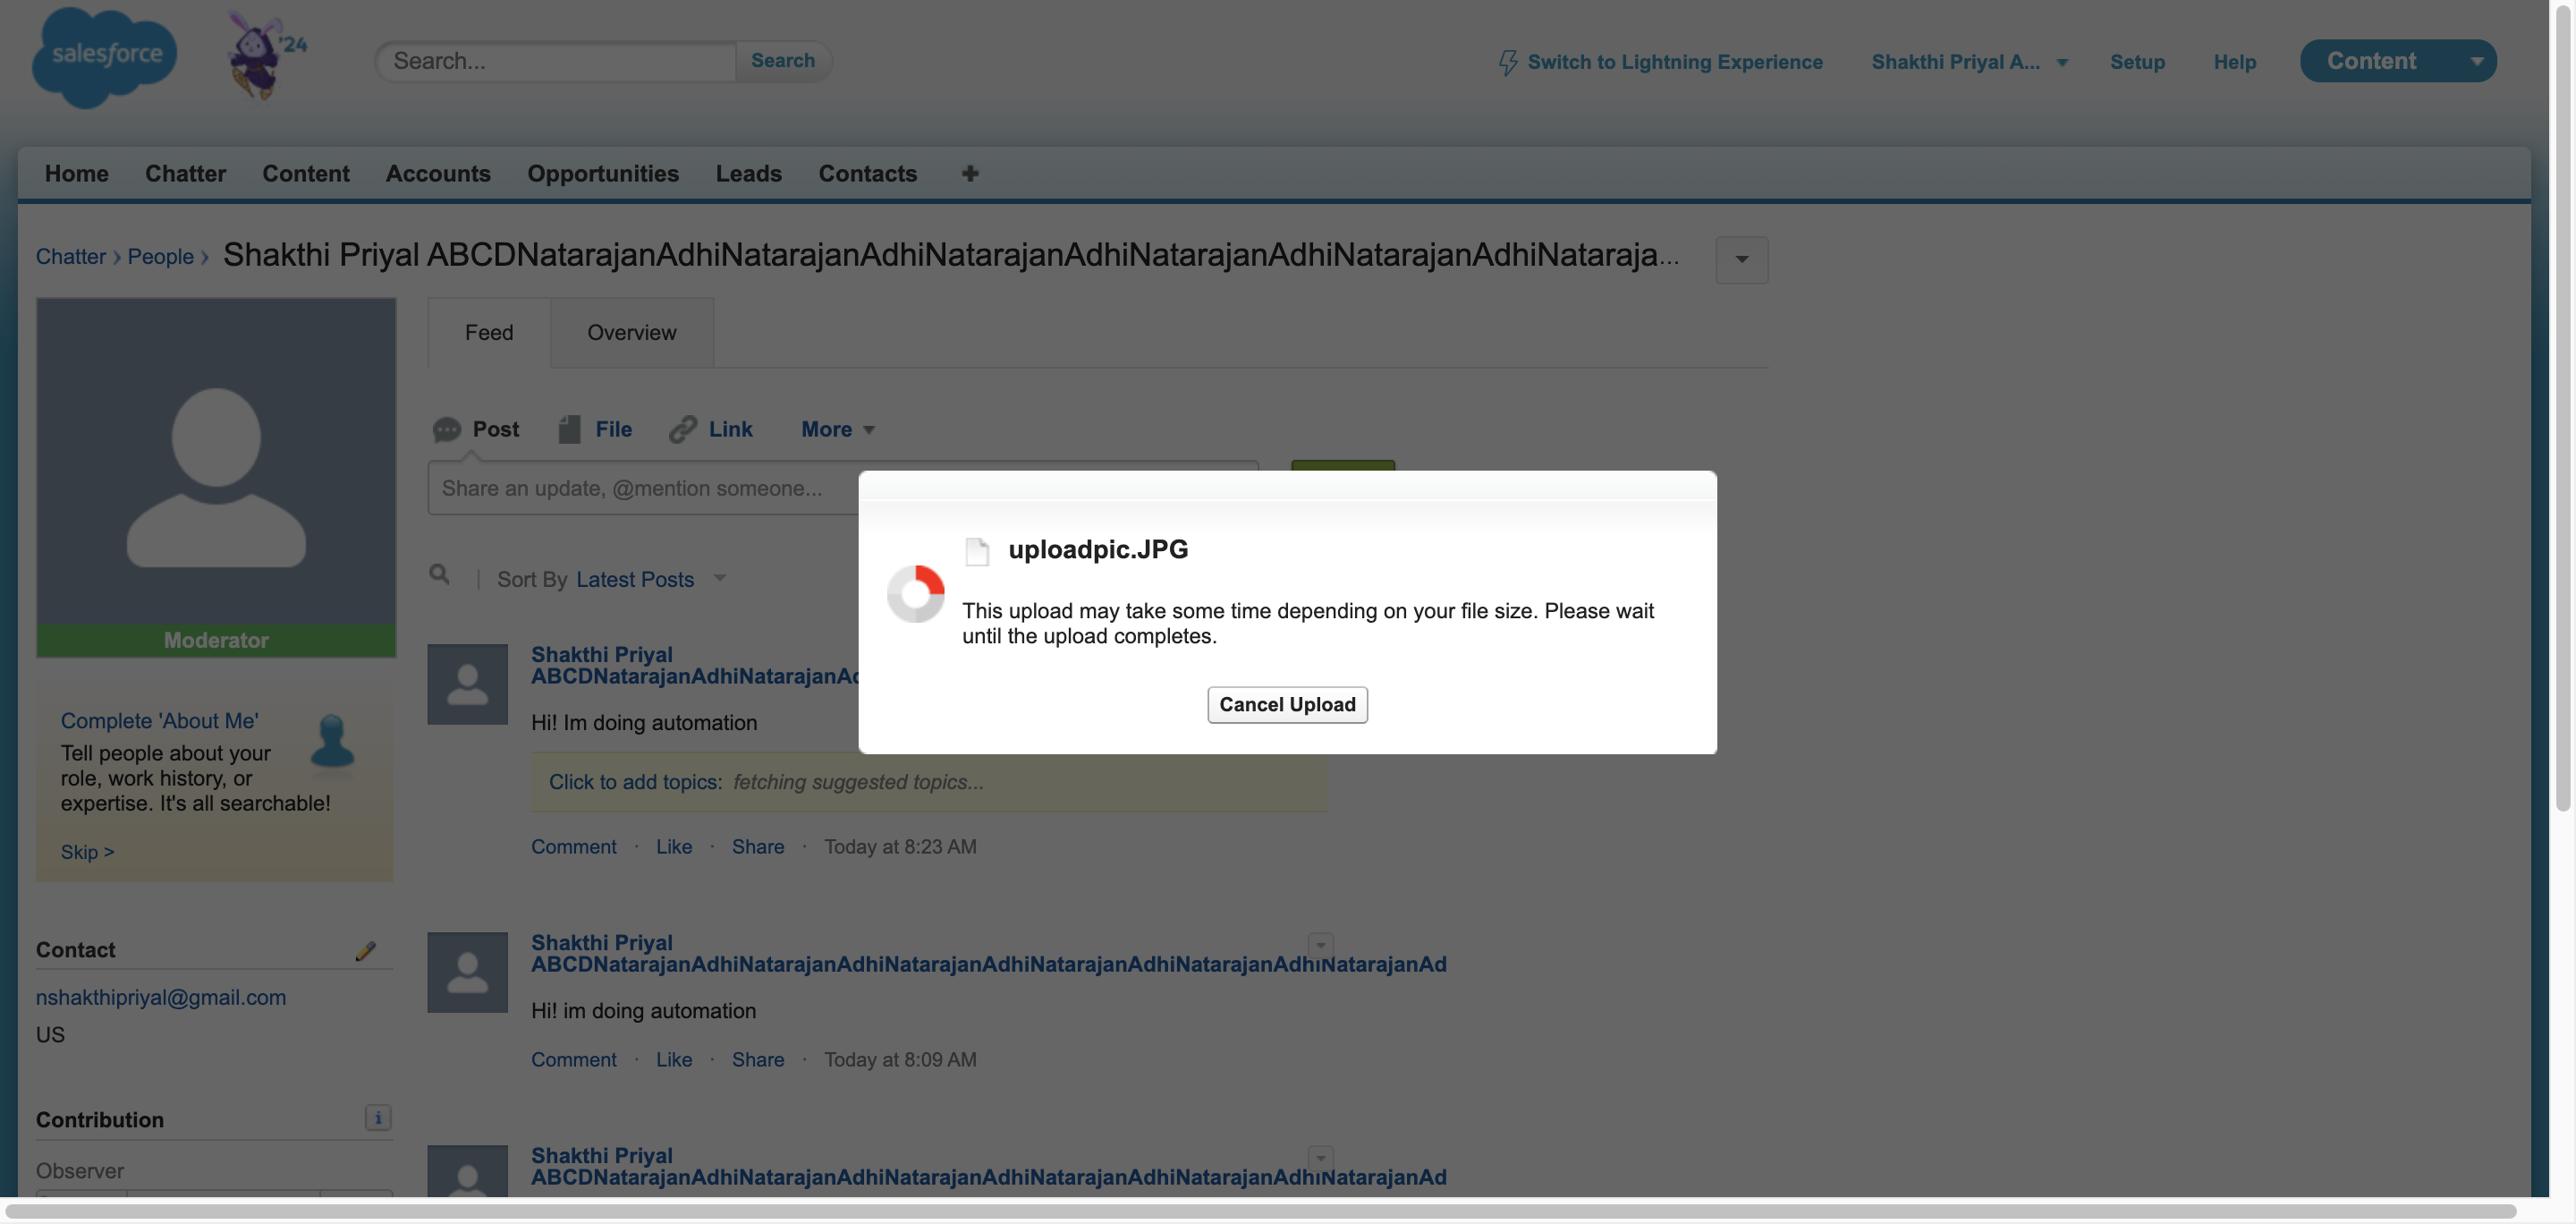 salesforce
'24
Search...
Search
Switch to Lightning Experience
Shakthi Priyal A...
Setup
Help
Content
Home
Chatter
Content
Accounts
Opportunities
Leads
Contacts
Chatter
People
Shakthi Priyal ABCDNatarajanAdhiNatarajanAdhiNatarajanAdhiNatarajanAdhiNatarajanAdhiNataraja...
Moderator
Complete 'About Me'
Tell people about your
role, work history, or
expertise. It's all searchable!
Skip >
Contact
nshakthipriyal@gmail.com
US
Contribution
i
Observer
Feed
Overview
Post
File
Link
More
Share an update, @mention someone...
Sort By Latest Posts
Shakthi Priyal
ABCDNatarajanAdhiNatarajanAd
Hi! Im doing automation
Click to add topics: fetching suggested topics...
Comment · Like · Share · Today at 8:23 AM
Shakthi Priyal
ABCDNatarajanAdhiNatarajanAdhiNatarajanAdhiNatarajanAdhiNatarajanAdhiNatarajanAd
Hi! im doing automation
Comment · Like · Share · Today at 8:09 AM
Shakthi Priyal
ABCDNatarajanAdhiNatarajanAdhiNatarajanAdhiNatarajanAdhiNatarajanAdhiNatarajanAd
uploadpic.JPG
This upload may take some time depending on your file size. Please wait
until the upload completes.
Cancel Upload